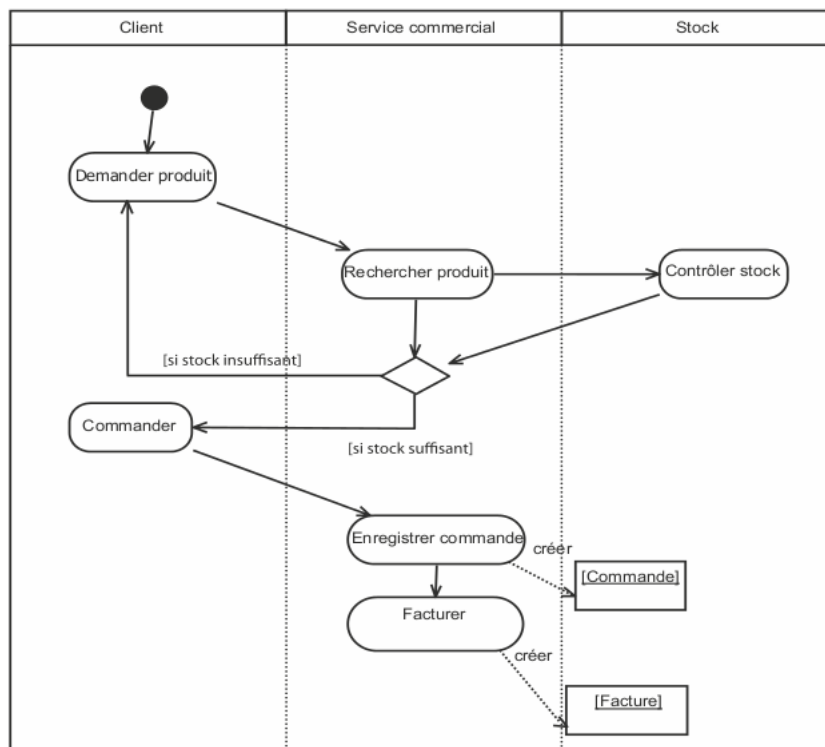 Client
Service commercial
Stock
Demander produit
Rechercher produit
Contrôler stock
[si stock insuffisant]
Commander
[si stock suffisant]
Enregistrer commande
créer
[Commande]
Facturer
créer
[Facture]